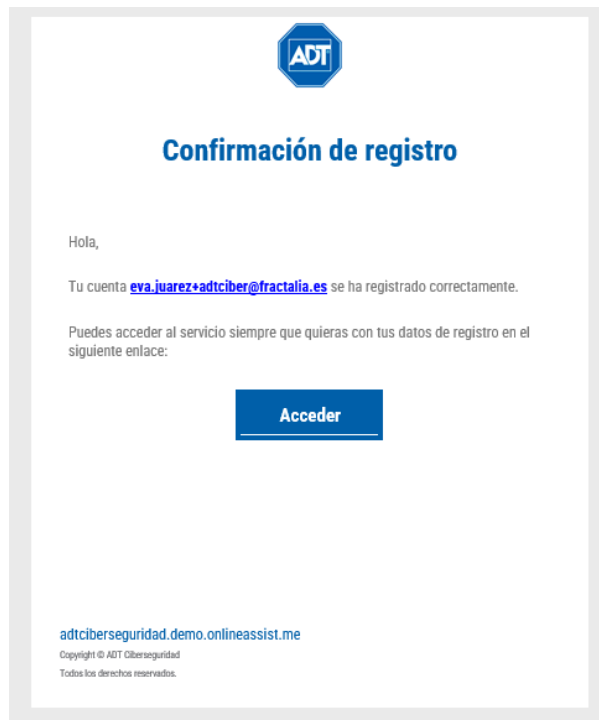 ADT
Confirmación de registro
Hola,
Tu cuenta eva.juarez+adtciber@fractalia.es se ha registrado correctamente.
Puedes acceder al servicio siempre que quieras con tus datos de registro en el
siguiente enlace:
Acceder
adtciberseguridad.demo.onlineassist.me
Copyright © ADT Ciberseguridad
Todos los derechos reservados.